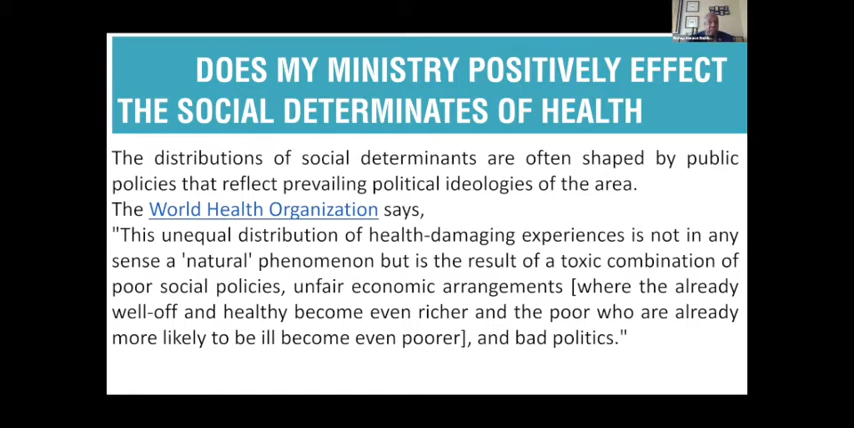 DOES MY MINISTRY POSITIVELY EFFECT
THE SOCIAL DETERMINATES OF HEALTH
The distributions of social determinants are often shaped by public
policies that reflect prevailing political ideologies of the area.
The World Health Organization says,
"This unequal distribution of health-damaging experiences is not in any
sense a 'natural' phenomenon but is the result of a toxic combination of
poor social policies, unfair economic arrangements [where the already
well-off and healthy become even richer and the poor who are already
more likely to be ill become even poorer], and bad politics."